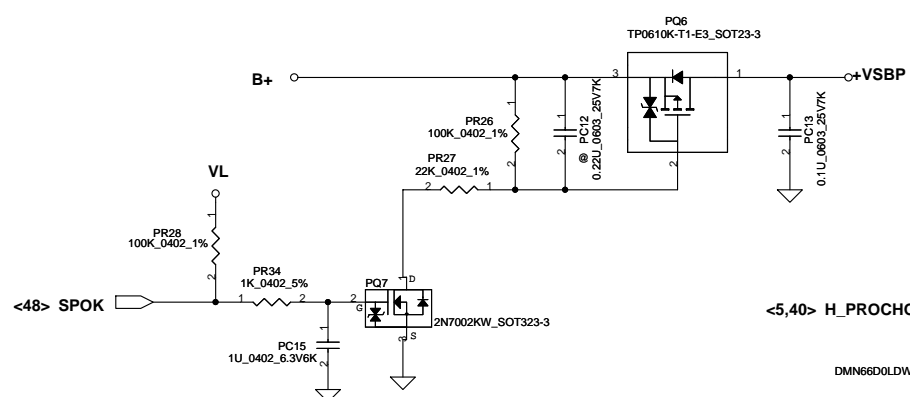 PQ6
TP0610K-T1-E3_SOT23-3
B+
3
1
+VSBP
1
PR26
100K_0402_1%
2
1
2
@ PC12
0.22U_0603_25V7K
2
1
2
PC13
0.1U_0603_25V7K
PR27
22K_0402_1%
2
1
VL
1
PR28
100K_0402_1%
2
PR34
1K_0402_5%
<48> SPOK
1
2
PQ7
1
D
2
G
3
S
2N7002KW_SOT323-3
1
PC15
1U_0402_6.3V6K
2
<5,40> H_PROCHO
DMN66D0LDW